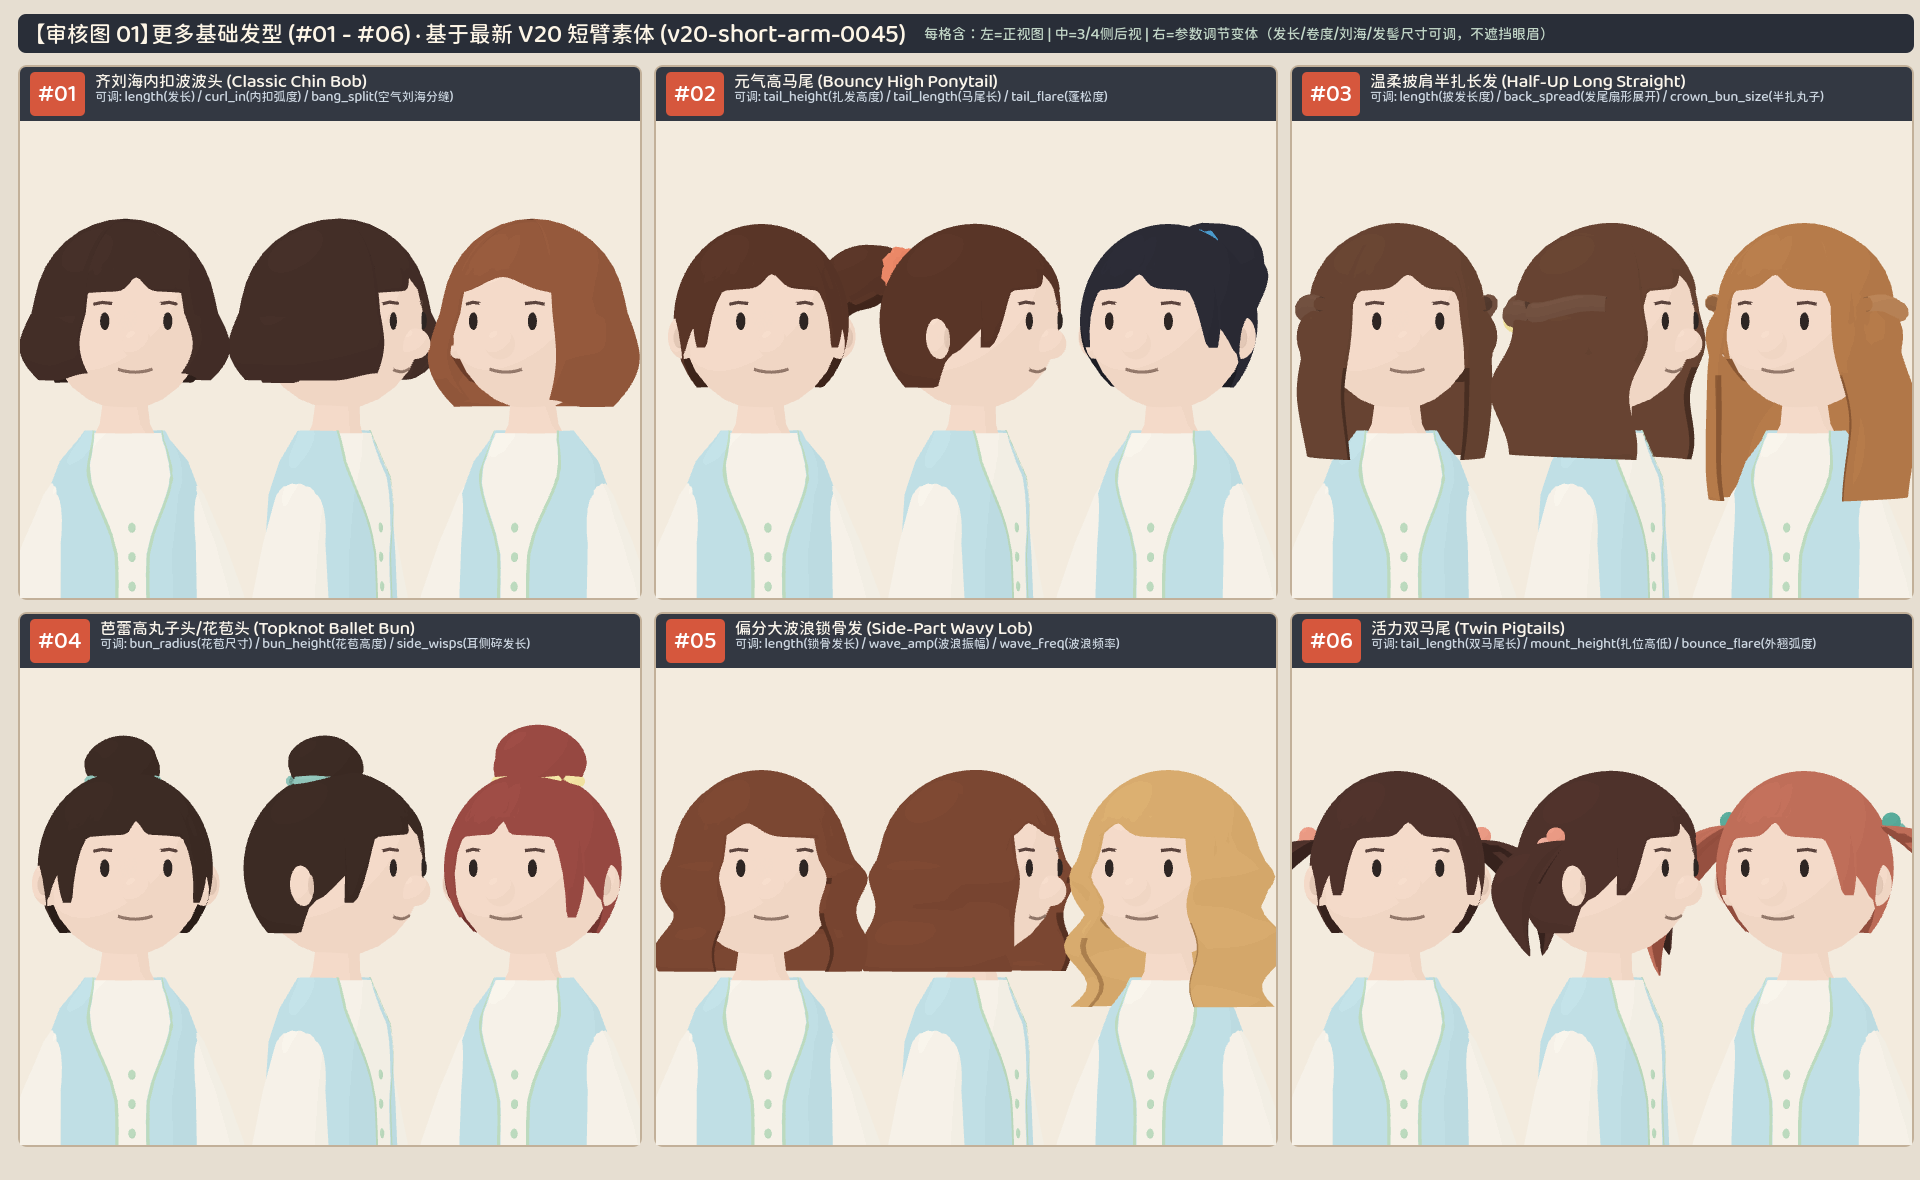 【审核图 01】更多基础发型 (#01 - #06) · 基于最新 V20 短臂素体 (v20-short-arm-0045)
每格含：左=正视图 | 中=3/4侧后视 | 右=参数调节变体（发长/卷度/刘海/发髻尺寸可调，不遮挡眼眉）
#01
齐刘海内扣波波头 (Classic Chin Bob)
可调: length(发长) / curl_in(内扣弧度) / bang_split(空气刘海分缝)
#02
元气高马尾 (Bouncy High Ponytail)
可调: tail_height(扎发高度) / tail_length(马尾长) / tail_flare(蓬松度)
#03
温柔披肩半扎长发 (Half-Up Long Straight)
可调: length(披发长度) / back_spread(发尾扇形展开) / crown_bun_size(半扎丸子)
#04
芭蕾高丸子头/花苞头 (Topknot Ballet Bun)
可调: bun_radius(花苞尺寸) / bun_height(花苞高度) / side_wisps(耳侧碎发长)
#05
偏分大波浪锁骨发 (Side-Part Wavy Lob)
可调: length(锁骨发长) / wave_amp(波浪振幅) / wave_freq(波浪频率)
#06
活力双马尾 (Twin Pigtails)
可调: tail_length(双马尾长) / mount_height(扎位高低) / bounce_flare(外翘弧度)